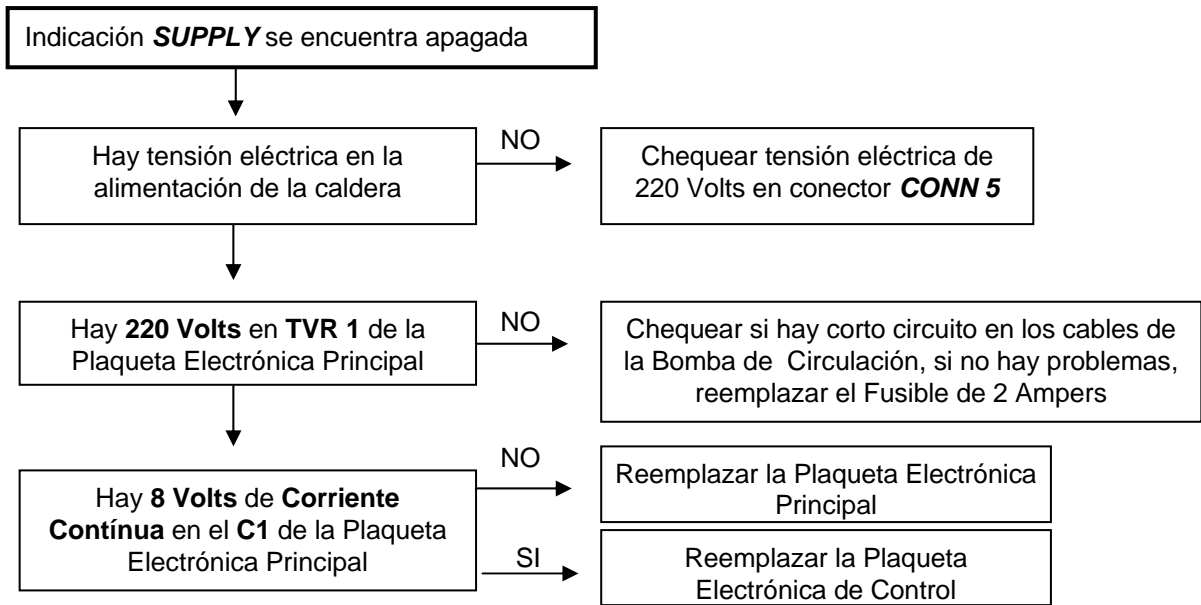 Indicación SUPPLY se encuentra apagada
Hay tensión eléctrica en la
alimentación de la caldera
NO
Chequear tensión eléctrica de
220 Volts en conector CONN 5
Hay 220 Volts en TVR 1 de la
Plaqueta Electrónica Principal
NO
Chequear si hay corto circuito en los cables de
la Bomba de Circulación, si no hay problemas,
reemplazar el Fusible de 2 Ampers
Hay 8 Volts de Corriente
Contínua en el C1 de la Plaqueta
Electrónica Principal
NO
Reemplazar la Plaqueta Electrónica
Principal
SI
Reemplazar la Plaqueta
Electrónica de Control